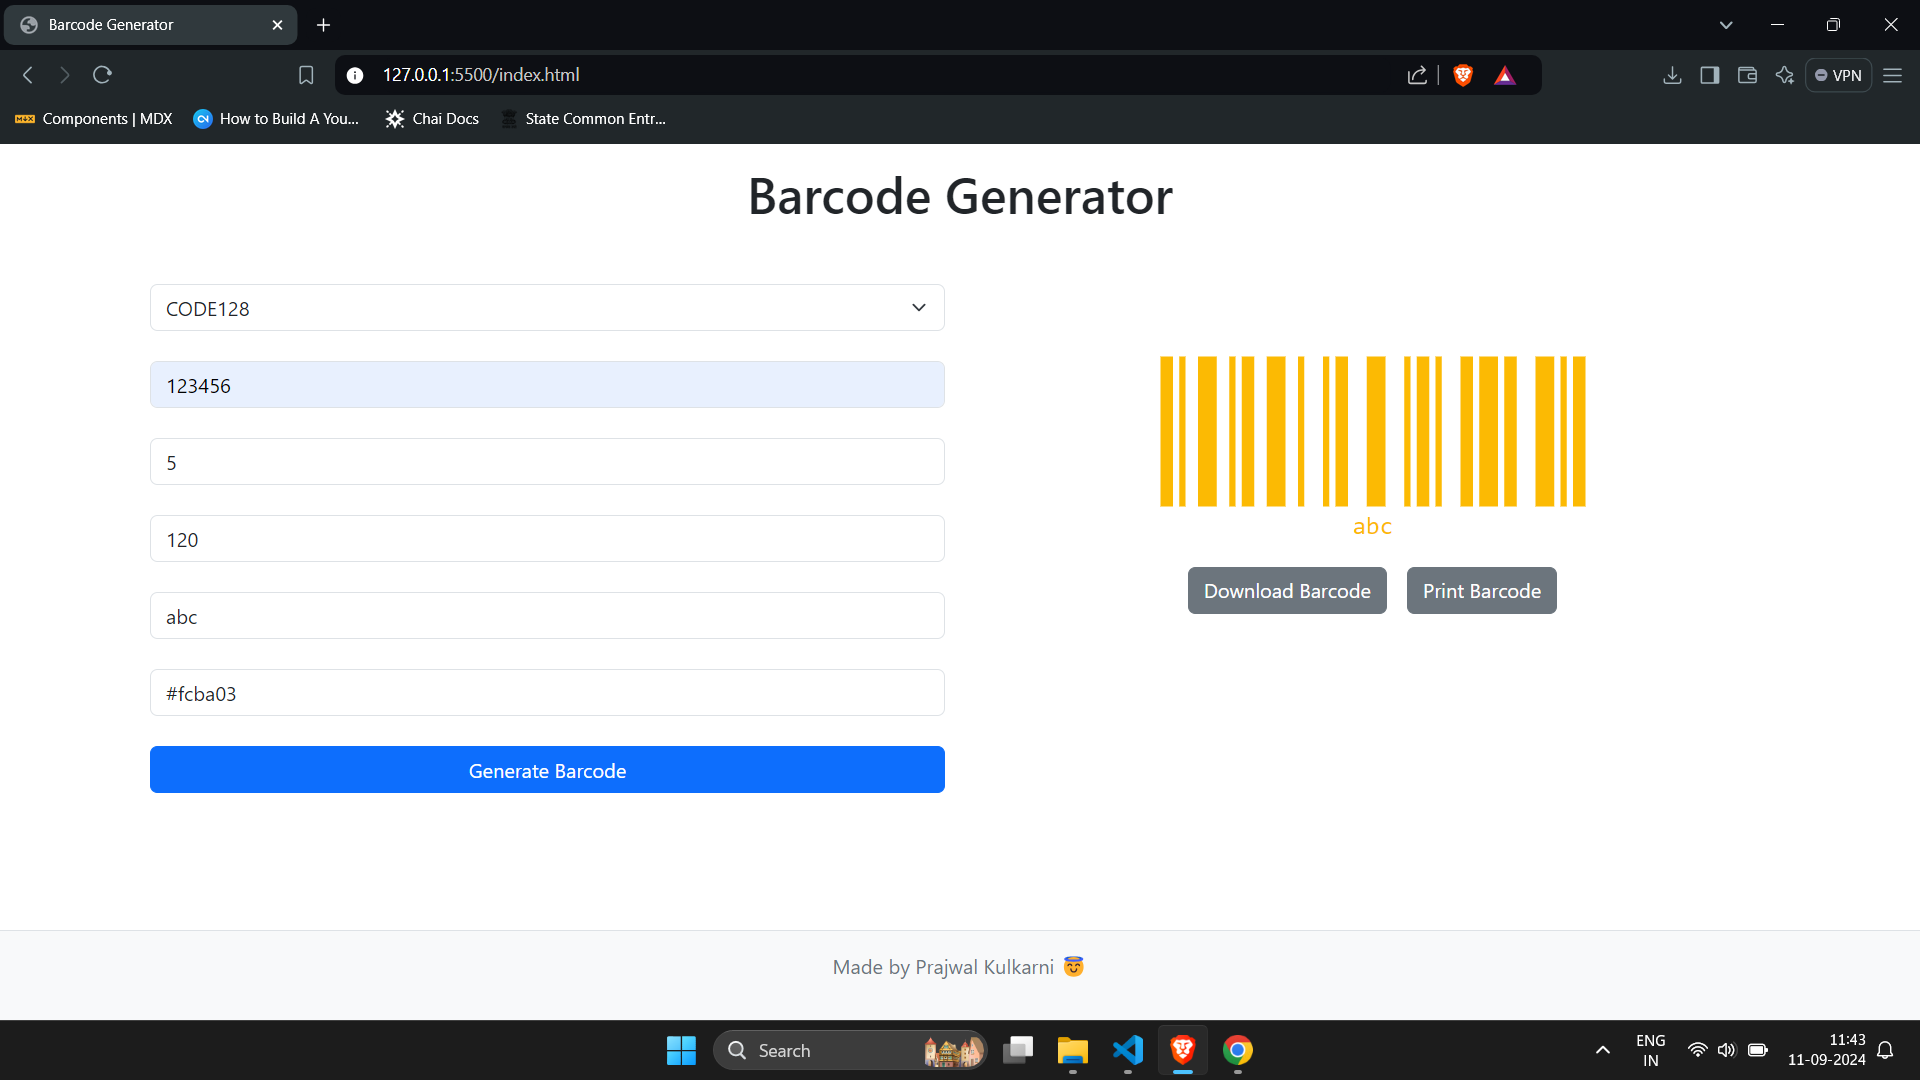 Barcode Generator
127.0.0.1:5500/index.html
VPN
Components | MDX
How to Build A You...
Chai Docs
State Common Entr...
Barcode Generator
CODE128
123456
5
120
abc
#fcba03
Generate Barcode
abc
Download Barcode
Print Barcode
Made by Prajwal Kulkarni 😇
Search
ENG
IN
11:43
11-09-2024